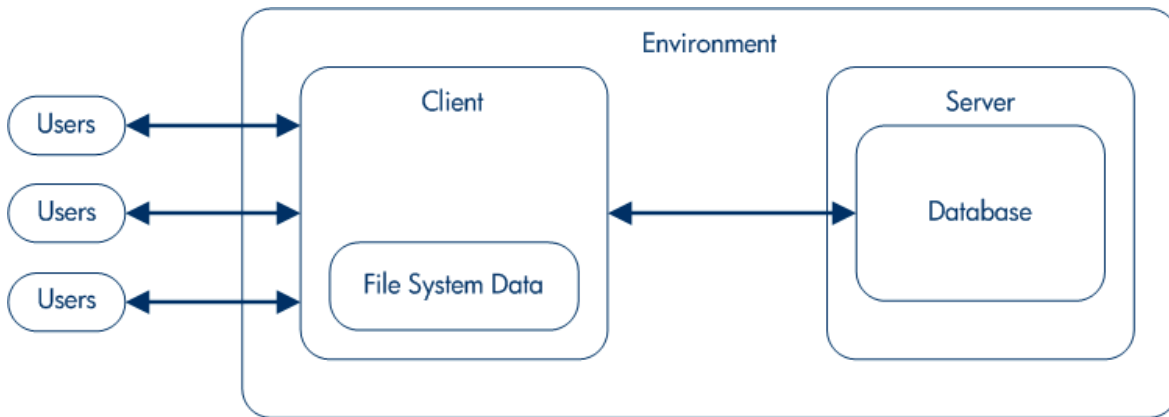 Environment
Client
Server
Users
Users
Database
Users
File System Data